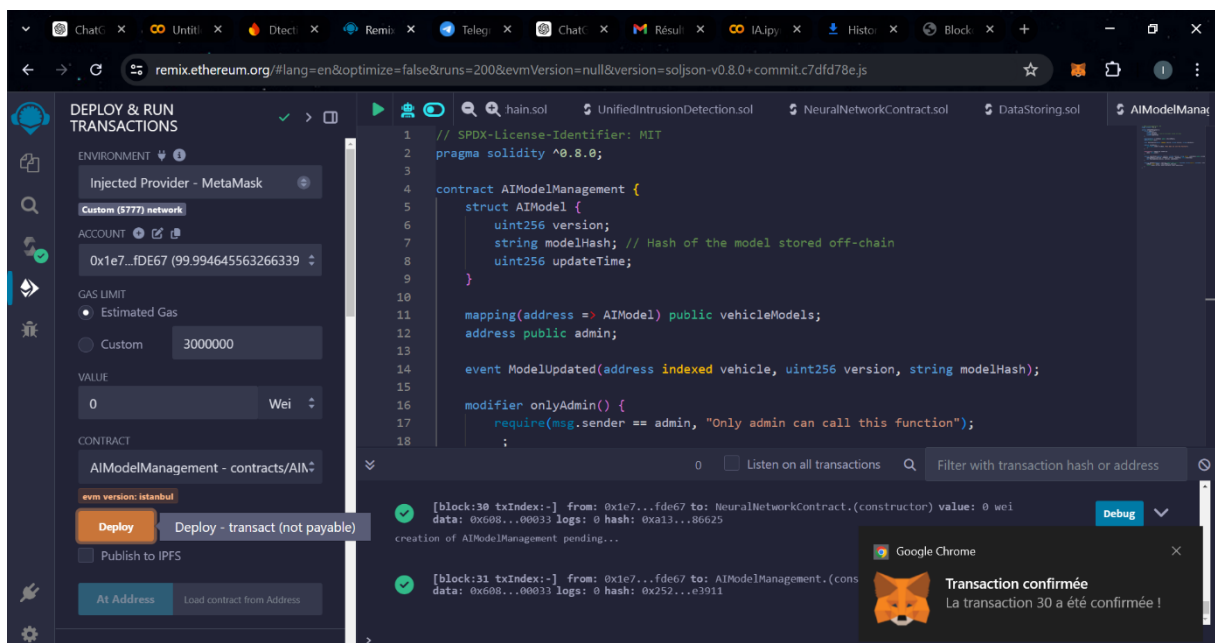 ChatG
Untitl
Dtecti
Remix
Telegr
ChatG
Résult
IA.ipy
Histor
Block
remix.ethereum.org/#lang=en&optimize=false&runs=200&evmVersion=null&version=soljson-v0.8.0+commit.c7dfd78e.js
I
DEPLOY & RUN
TRANSACTIONS
ENVIRONMENT
Injected Provider - MetaMask
Custom (5777) network
ACCOUNT
0x1e7...fDE67 (99.994645563266339
GAS LIMIT
Estimated Gas
Custom 3000000
VALUE
0 Wei
CONTRACT
AIModelManagement - contracts/AIM
evm version: istanbul
Deploy
Deploy - transact (not payable)
Publish to IPFS
At Address Load contract from Address
hain.sol UnifiedIntrusionDetection.sol NeuralNetworkContract.sol DataStoring.sol AIModelManag
1 // SPDX-License-Identifier: MIT
2 pragma solidity ^0.8.0;
3
4 contract AIModelManagement {
5 struct AIModel {
6 uint256 version;
7 string modelHash; // Hash of the model stored off-chain
8 uint256 updateTime;
9 }
10
11 mapping(address => AIModel) public vehicleModels;
12 address public admin;
13
14 event ModelUpdated(address indexed vehicle, uint256 version, string modelHash);
15
16 modifier onlyAdmin() {
17 require(msg.sender == admin, "Only admin can call this function");
18 ;
0 Listen on all transactions Filter with transaction hash or address
[block:30 txIndex:-] from: 0x1e7...fde67 to: NeuralNetworkContract.(constructor) value: 0 wei
data: 0x608...00033 logs: 0 hash: 0xa13...86625
Debug
creation of AIModelManagement pending...
[block:31 txIndex:-] from: 0x1e7...fde67 to: AIModelManagement.(cons
data: 0x608...00033 logs: 0 hash: 0x252...e3911
>
Google Chrome
Transaction confirmée
La transaction 30 a été confirmée !